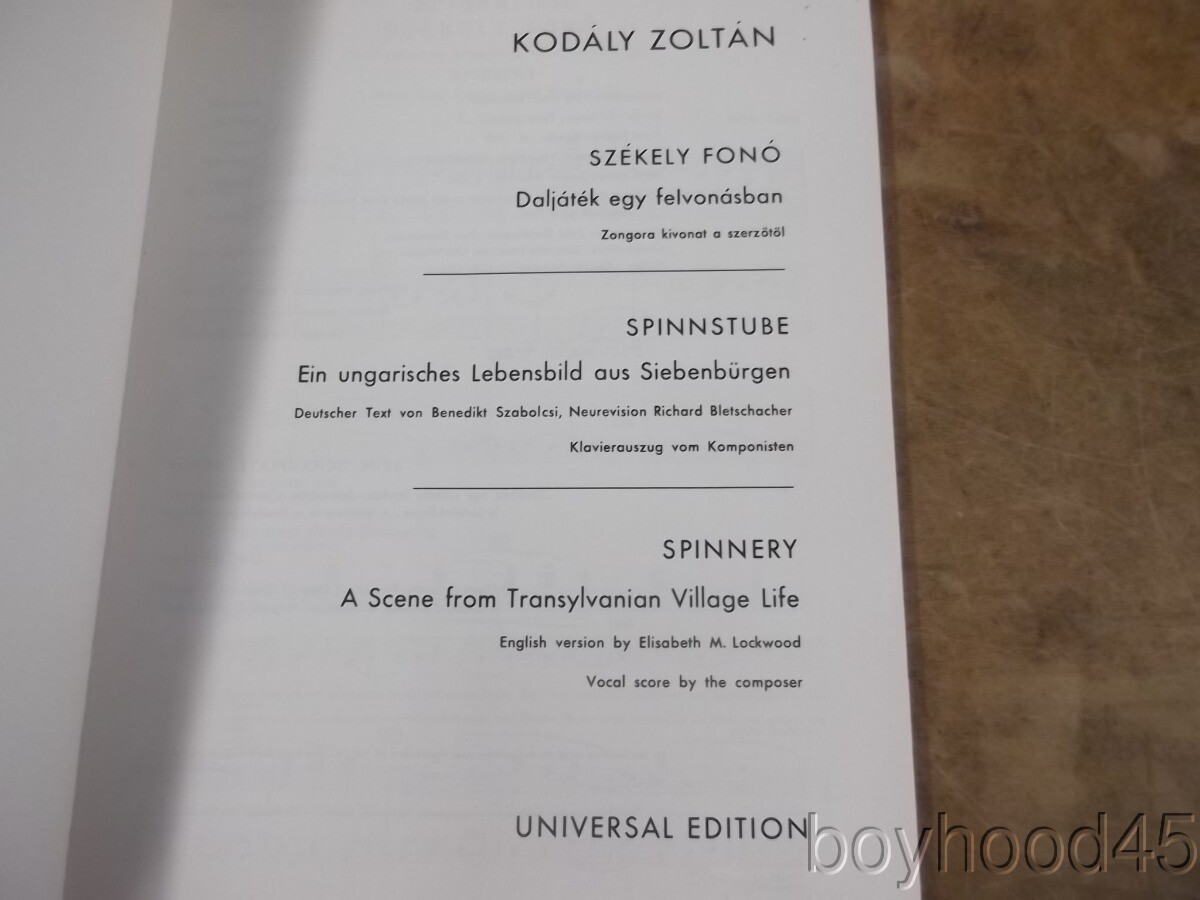 KODÁLY ZOLTÁN
SZÉKELY FONÓ
Daljáték egy felvonásban
Zongora kivonat a szerzőtől
SPINNSTUBE
Ein ungarisches Lebensbild aus Siebenbürgen
Deutscher Text von Benedikt Szabolcsi, Neurevision Richard Bletschacher
Klavierauszug vom Komponisten
SPINNERY
A Scene from Transylvanian Village Life
English version by Elisabeth M. Lockwood
Vocal score by the composer
UNIVERSAL EDITION
boyhood45